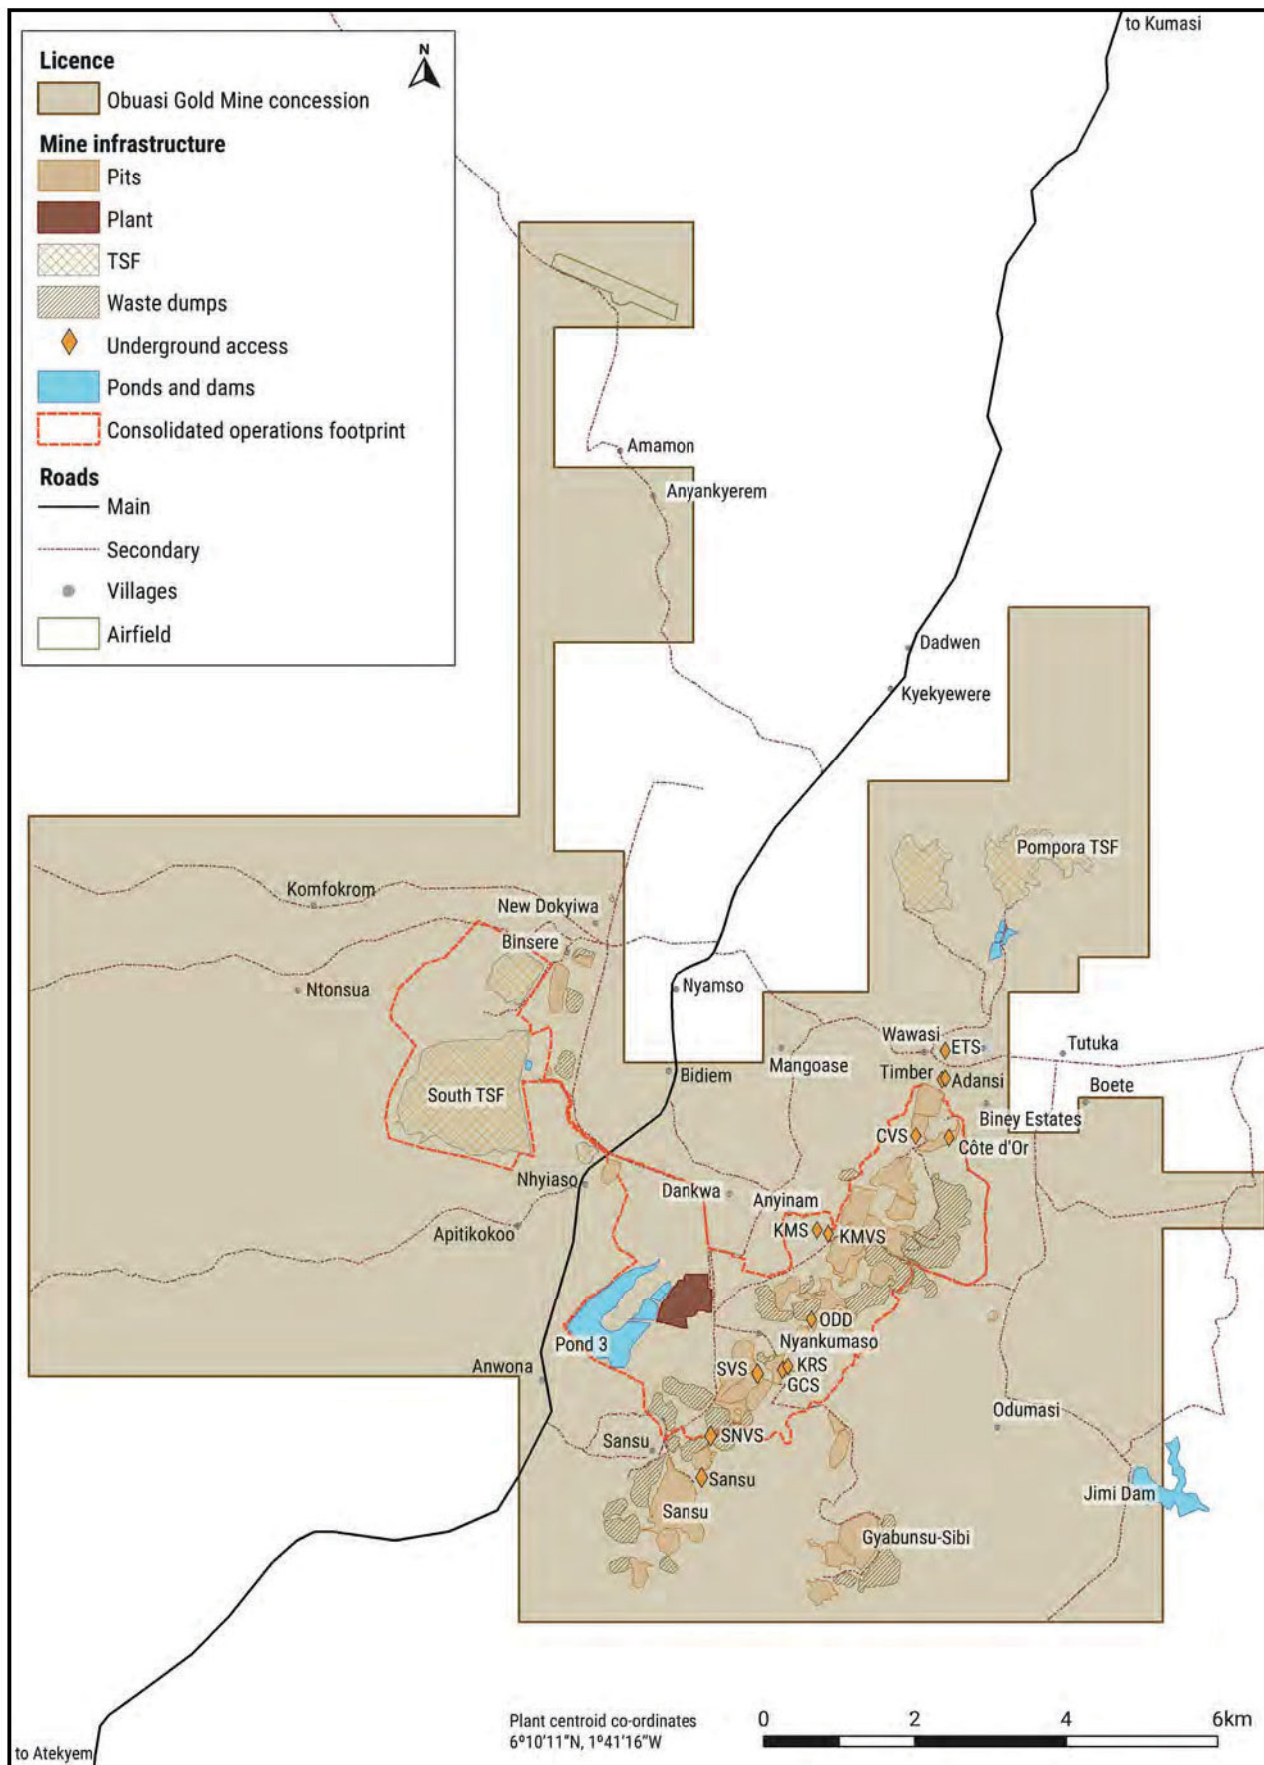 to Kumasi
N
Licence
Obuasi Gold Mine concession
Mine infrastructure
Pits
Plant
TSF
Waste dumps
Underground access
Ponds and dams
Consolidated operations footprint
Roads
Main
Secondary
Villages
Airfield
Amamon
Anyankyerem
Dadwen
Kyekyewere
Pompora TSF
Komfokrom
New Dokyiwa
Binsere
Ntonsua
Nyamso
Wawasi
ETS
Tutuka
Mangoase
Bidiem
Timber
Adansi
Boete
South TSF
Biney Estates
CVS
Côte d'Or
Nhyiaso
Dankwa
Anyinam
Apitikokoo
KMS
KMVS
ODD
Nyankumaso
Pond 3
Anwona
SVS
KRS
GCS
Odumasi
Sansu
SNVS
Sansu
Jimi Dam
Sansu
Gyabunsu-Sibi
Plant centroid co-ordinates
6º10'11"N, 1º41'16"W
0 2 4 6km
to Atekyem